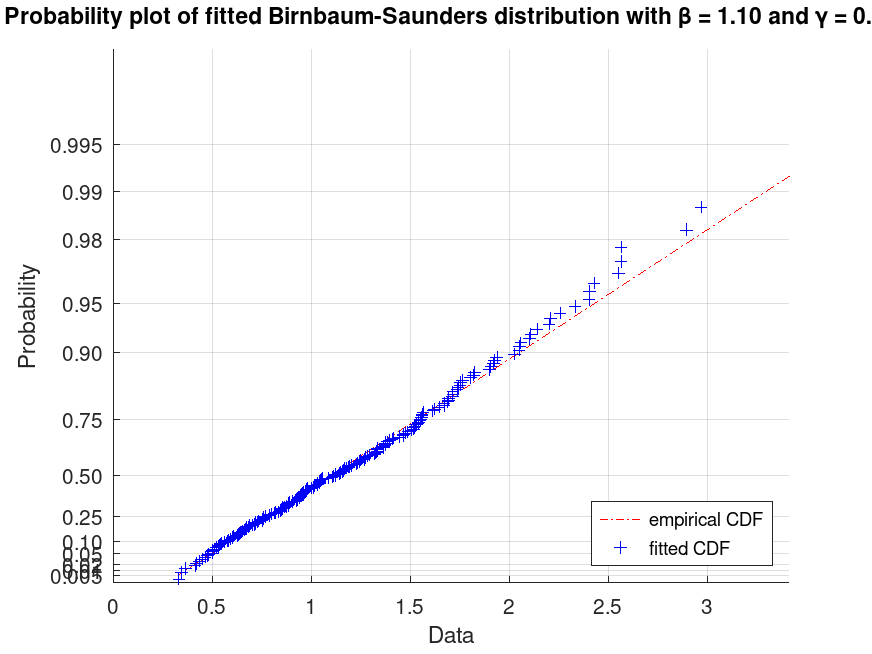 Probability plot of fitted Birnbaum-Saunders distribution with β = 1.10 and γ = 0.
0.995
0.99
0.98
0.95
0.90
0.75
0.50
0.25
0.10
0.05
0.005
Probability
empirical CDF
fitted CDF
0 0.5 1 1.5 2 2.5 3
Data